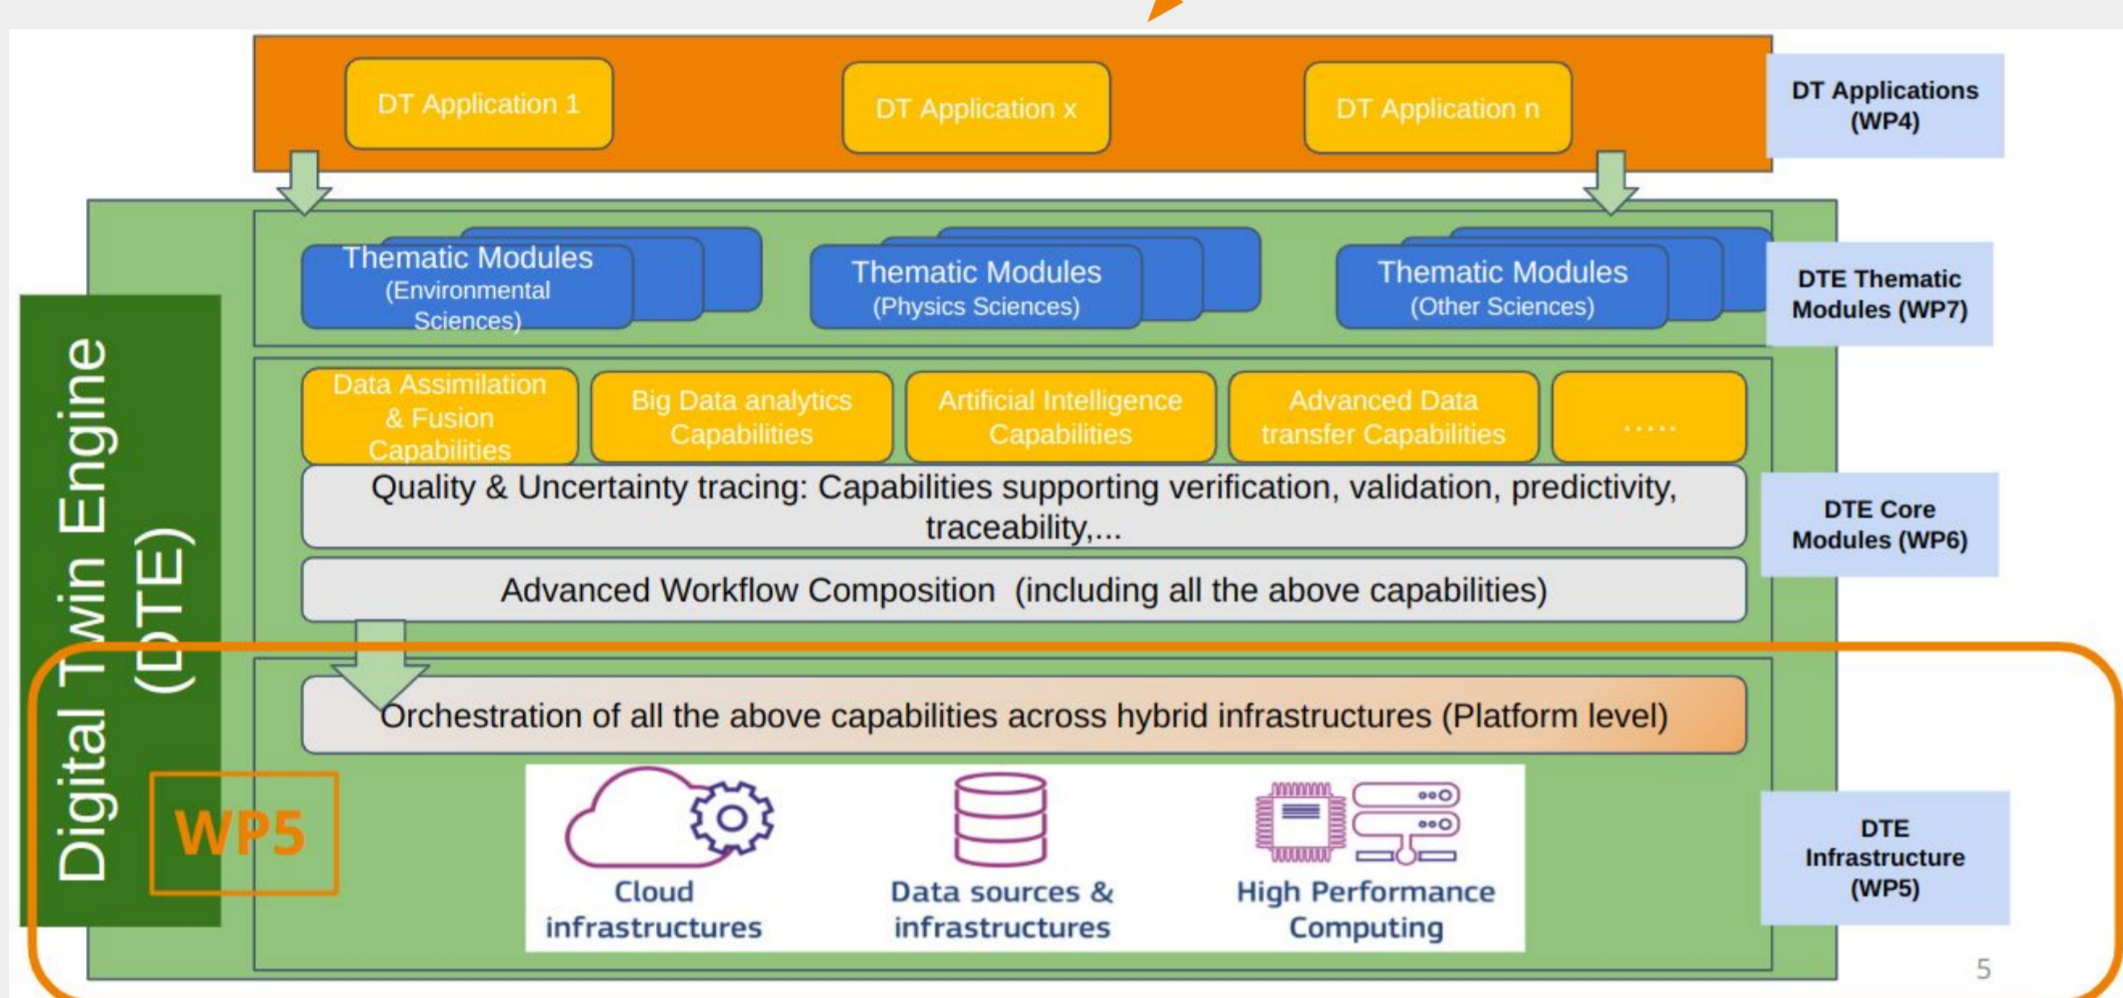 DT Application 1
DT Application x
DT Application n
DT Applications
(WP4)
Thematic Modules
(Environmental
Sciences)
Thematic Modules
(Physics Sciences)
Thematic Modules
(Other Sciences)
DTE Thematic
Modules (WP7)
Digital Twin Engine
(DTE)
Data Assimilation
& Fusion
Capabilities
Big Data analytics
Capabilities
Artificial Intelligence
Capabilities
Advanced Data
transfer Capabilities
.....
Quality & Uncertainty tracing: Capabilities supporting verification, validation, predictivity,
traceability,...
Advanced Workflow Composition (including all the above capabilities)
DTE Core
Modules (WP6)
Orchestration of all the above capabilities across hybrid infrastructures (Platform level)
WP5
Cloud
infrastructures
Data sources &
infrastructures
High Performance
Computing
DTE
Infrastructure
(WP5)
5